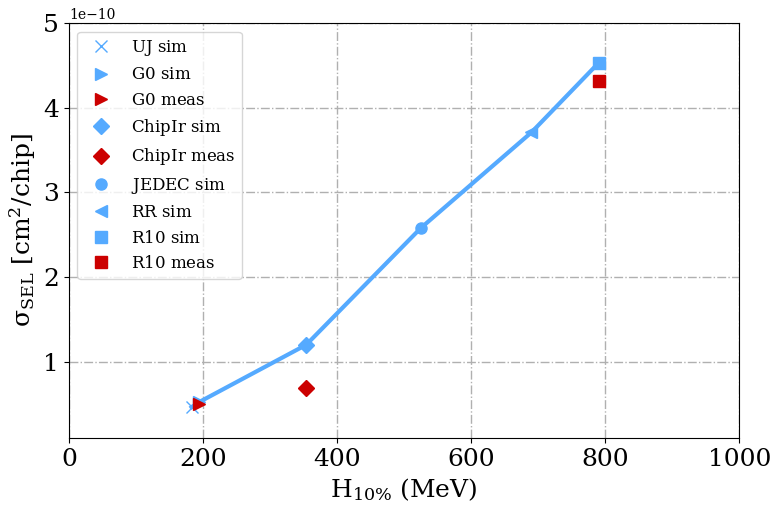 1e−10
5
4
3
2
1
UJ sim
G0 sim
G0 meas
ChipIr sim
ChipIr meas
JEDEC sim
RR sim
R10 sim
R10 meas
σSEL [cm²/chip]
0 200 400 600 800 1000
H10% (MeV)